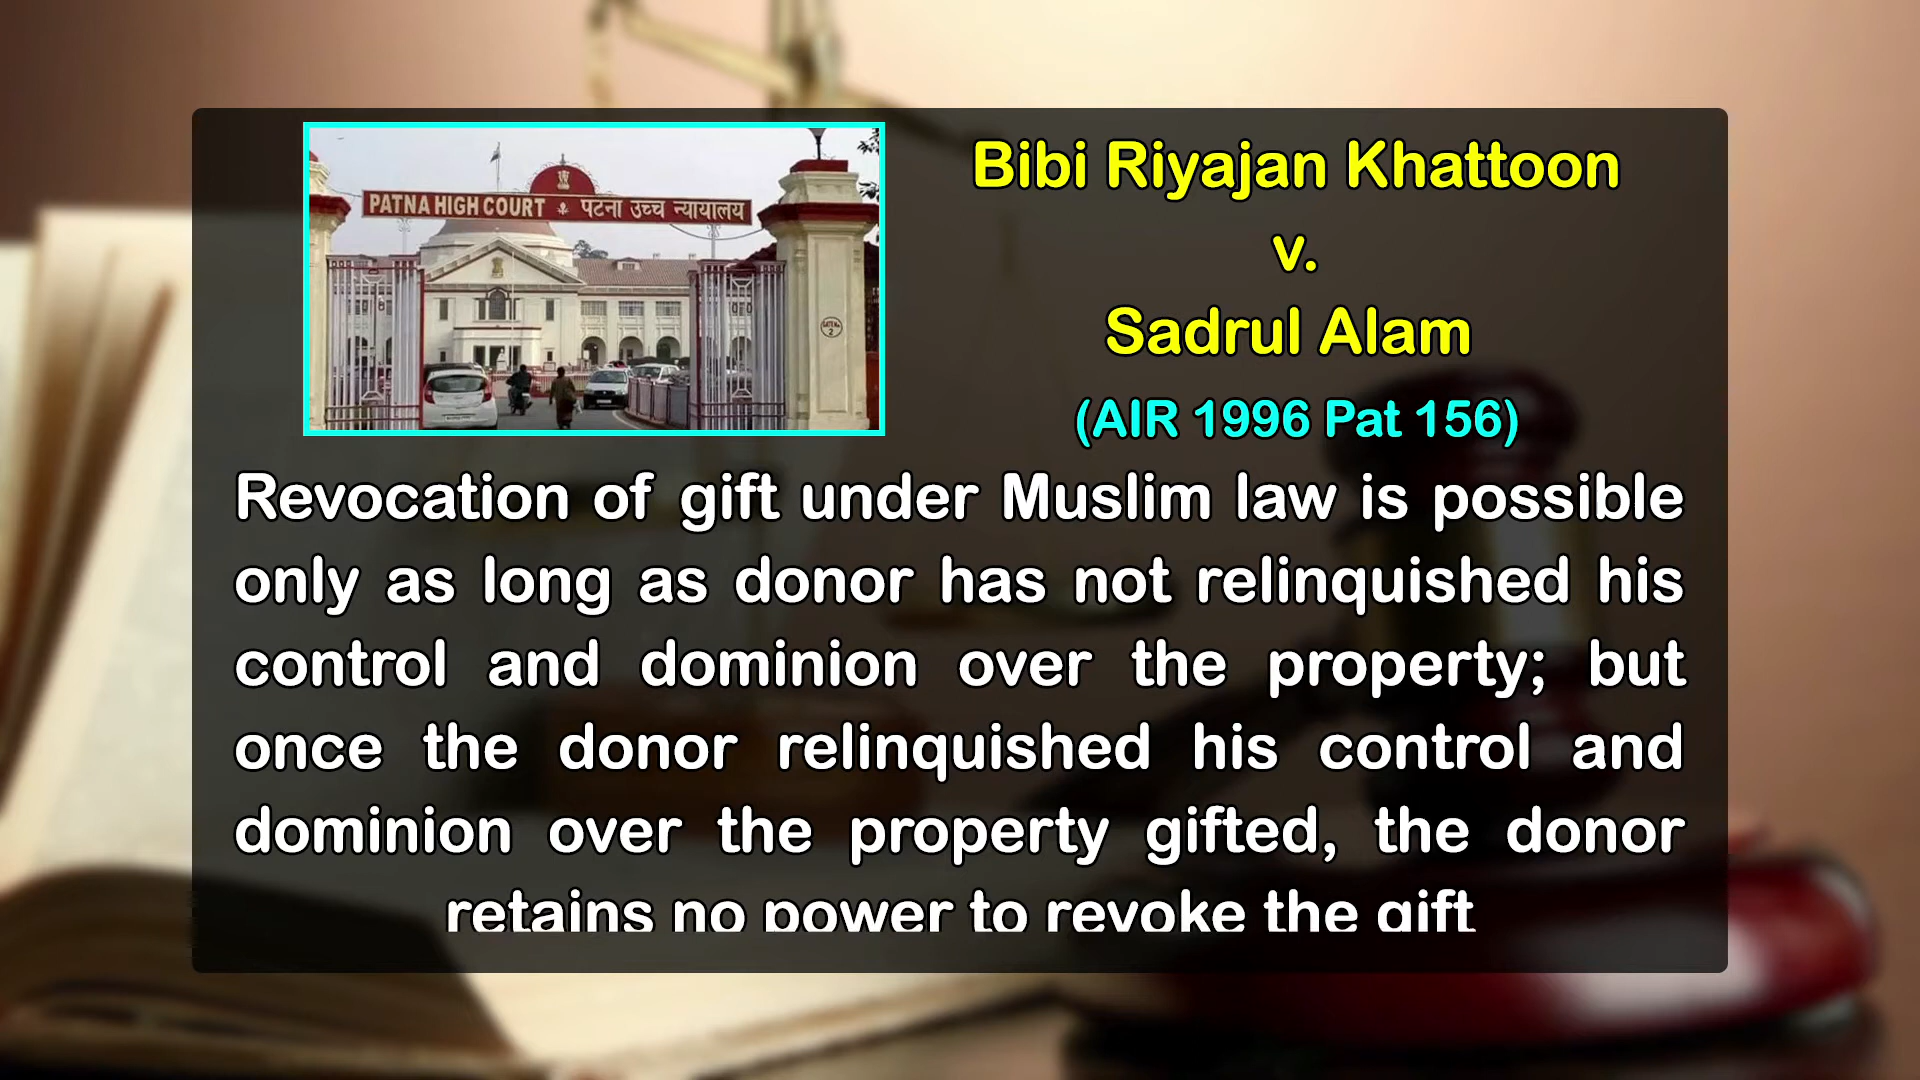 PATNA HIGH COURT पटना उच्च न्यायालय
GATE No. 2
Bibi Riyajan Khattoon
v.
Sadrul Alam
(AIR 1996 Pat 156)
Revocation of gift under Muslim law is possible
only as long as donor has not relinquished his
control and dominion over the property; but
once the donor relinquished his control and
dominion over the property gifted, the donor
retains no power to revoke the gift